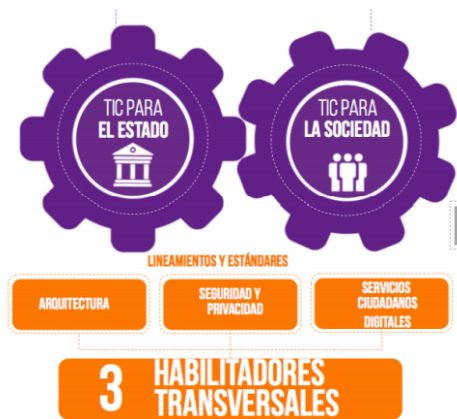 TIC PARA
EL ESTADO
TIC PARA
LA SOCIEDAD
LINEAMIENTOS Y ESTÁNDARES
ARQUITECTURA
SEGURIDAD Y
PRIVACIDAD
SERVICIOS
CIUDADANOS
DIGITALES
3 HABILITADORES
TRANSVERSALES